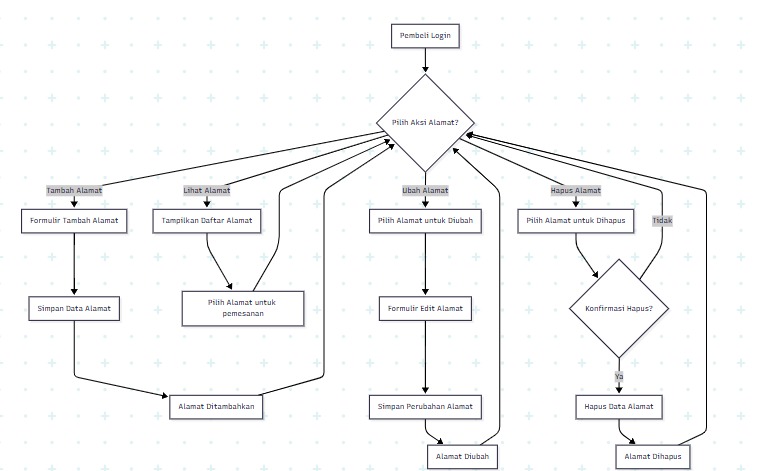 Pembeli Login
Pilih Aksi Alamat?
Tambah Alamat
Lihat Alamat
Ubah Alamat
Hapus Alamat
Formulir Tambah Alamat
Tampilkan Daftar Alamat
Pilih Alamat untuk Diubah
Pilih Alamat untuk Dihapus
Tidak
Simpan Data Alamat
Pilih Alamat untuk
pemesanan
Formulir Edit Alamat
Konfirmasi Hapus?
Ya
Alamat Ditambahkan
Simpan Perubahan Alamat
Hapus Data Alamat
Alamat Diubah
Alamat Dihapus